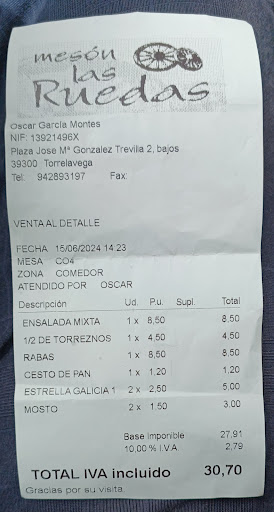 mesón
las
Ruedas
Oscar García Montes
NIF: 13921496X
Plaza Jose Mª Gonzalez Trevilla 2, bajos
39300 Torrelavega
Tel: 942893197 Fax:
VENTA AL DETALLE
FECHA 15/06/2024 14:23
MESA CO4
ZONA COMEDOR
ATENDIDO POR OSCAR
Descripción Ud. P.u. Supl. Total
ENSALADA MIXTA 1 x 8,50 8,50
1/2 DE TORREZNOS 1 x 4,50 4,50
RABAS 1 x 8,50 8,50
CESTO DE PAN 1 x 1,20 1,20
ESTRELLA GALICIA 1 2 x 2,50 5,00
MOSTO 2 x 1,50 3,00
Base Imponible 27,91
10,00 % I.V.A. 2,79
TOTAL IVA incluido 30,70
Gracias por su visita